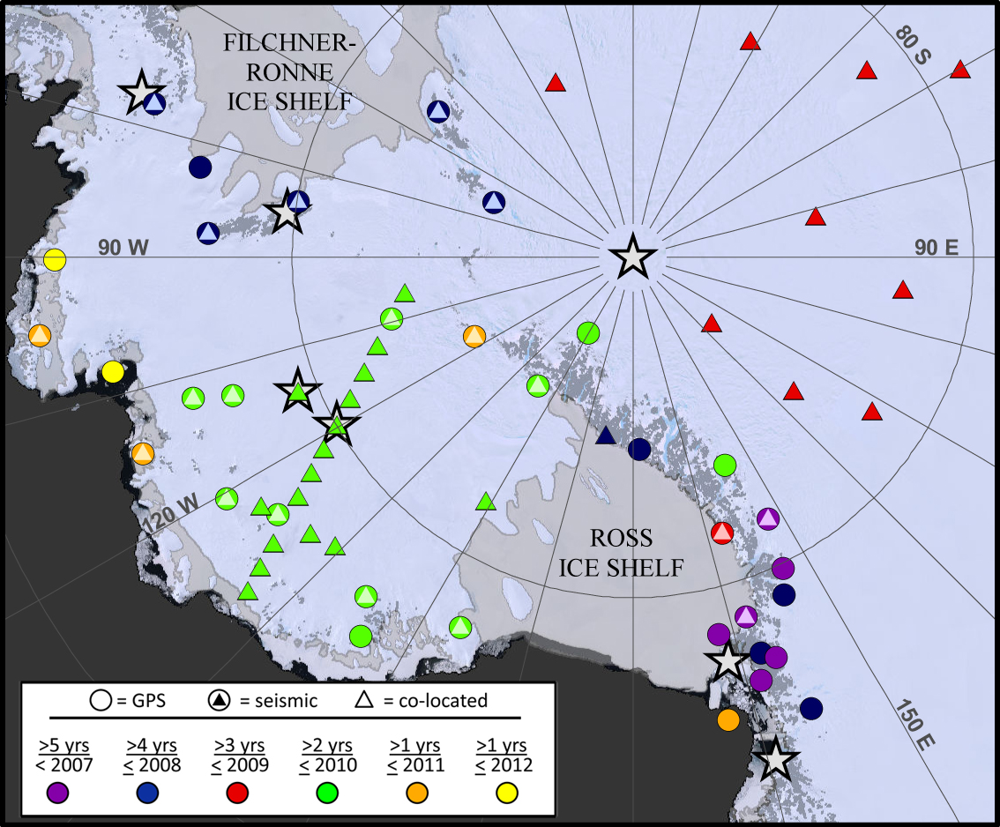 FILCHNER-
RONNE
ICE SHELF
80 S
90 W
90 E
120 W
ROSS
ICE SHELF
150 E
= GPS = seismic = co-located
>5 yrs >4 yrs >3 yrs >2 yrs >1 yrs >1 yrs
< 2007 < 2008 < 2009 < 2010 < 2011 < 2012